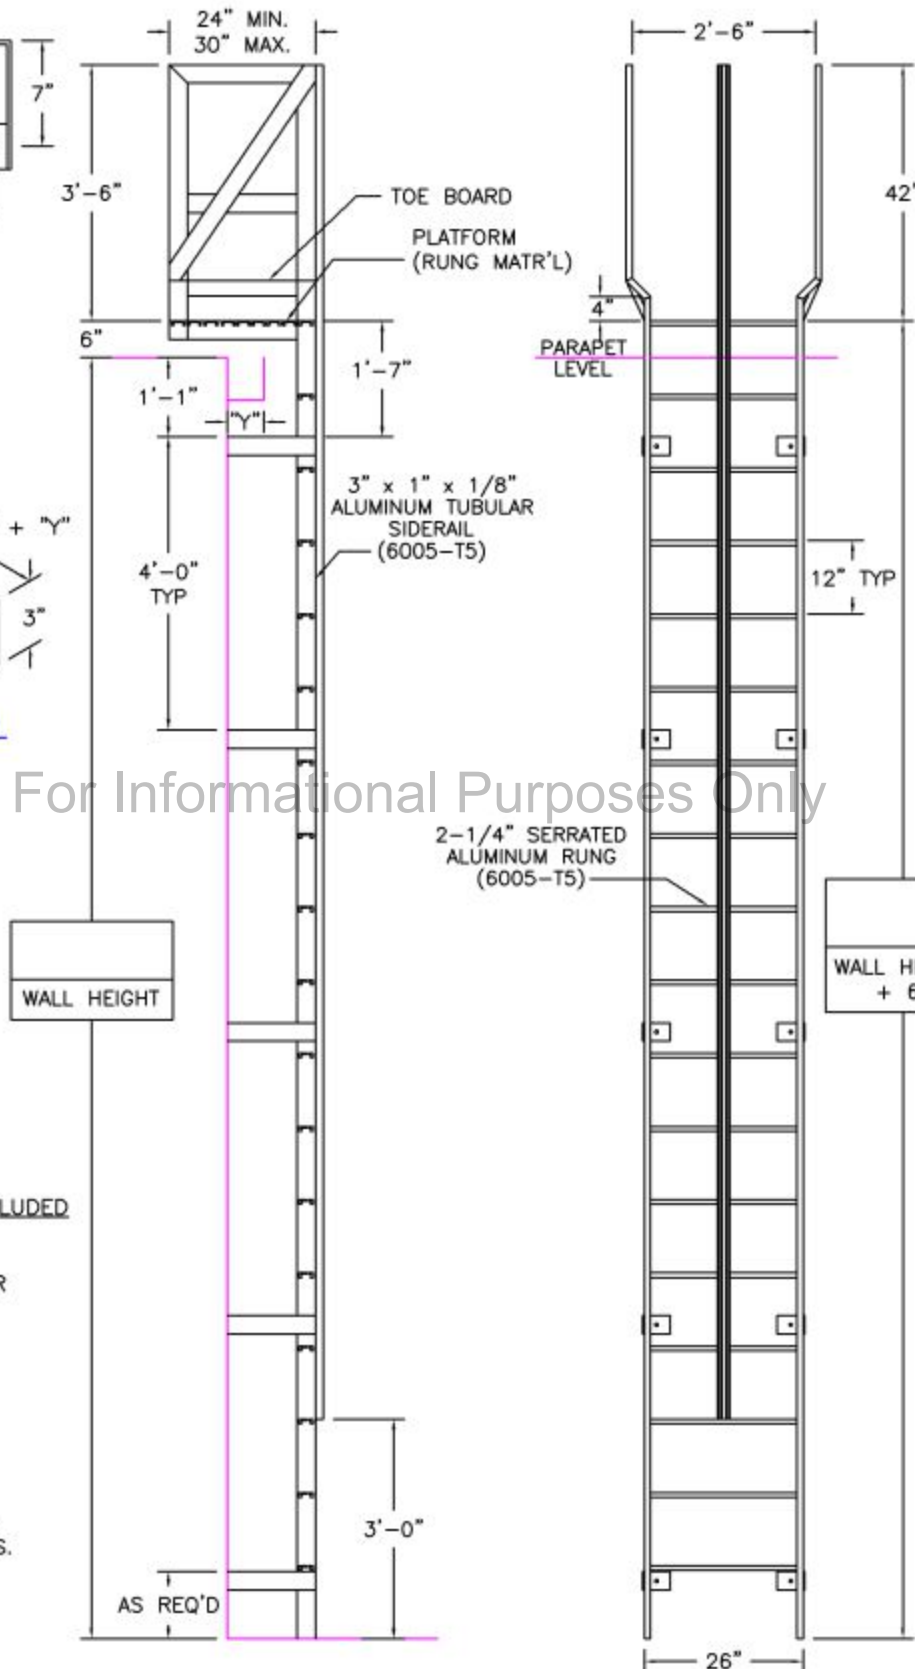 24" MIN.
30" MAX.
2'-6"
7"
3'-6"
TOE BOARD
PLATFORM
(RUNG MATR'L)
42'
4"
6"
PARAPET
LEVEL
1'-7"
1'-1"
"Y"
3" x 1" x 1/8"
ALUMINUM TUBULAR
SIDERAIL
(6005-T5)
+ "Y"
4'-0"
TYP
12" TYP
3"
For Informational Purposes Only
2-1/4" SERRATED
ALUMINUM RUNG
(6005-T5)
WALL HEIGHT
WALL HE
+ 6
LUDED
R
3'-0"
S.
AS REQ'D
26"